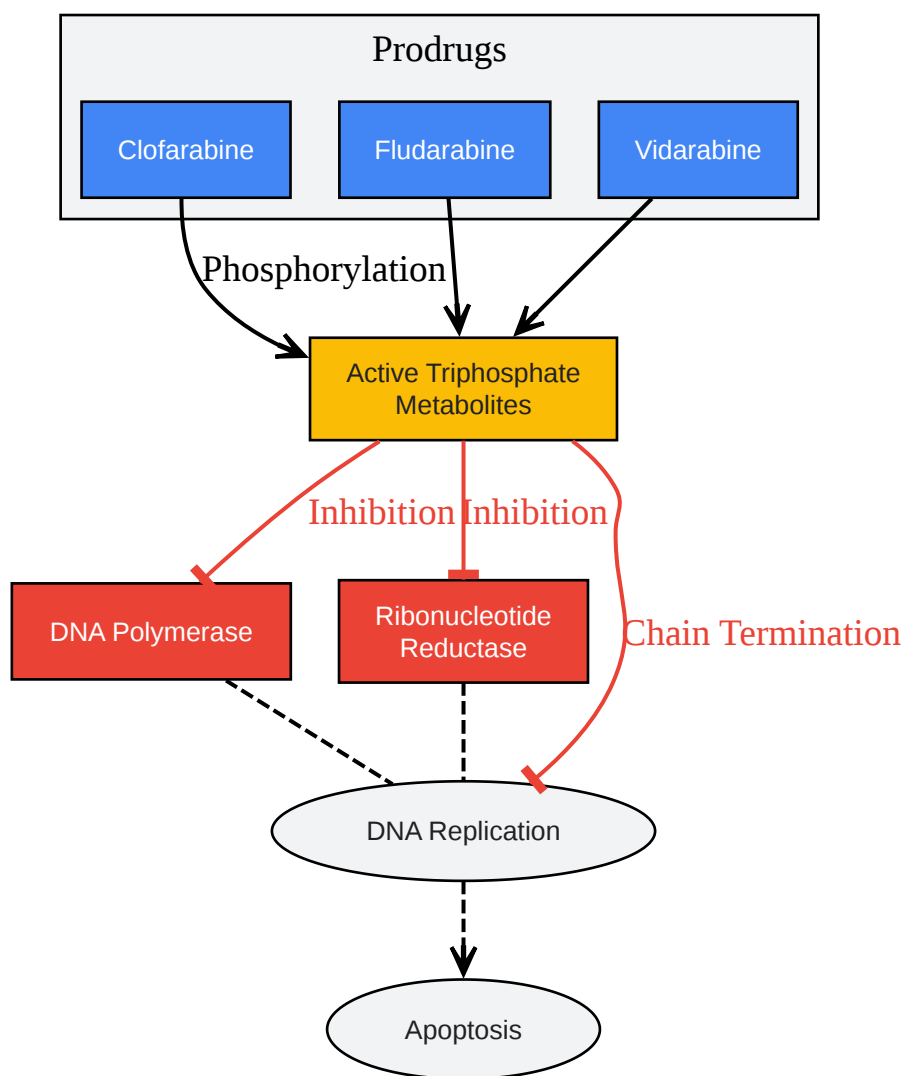 Prodrugs
Clofarabine
Fludarabine
Vidarabine
Phosphorylation
Active Triphosphate
Metabolites
Inhibition
Inhibition
DNA Polymerase
Ribonucleotide
Reductase
Chain Termination
DNA Replication
Apoptosis